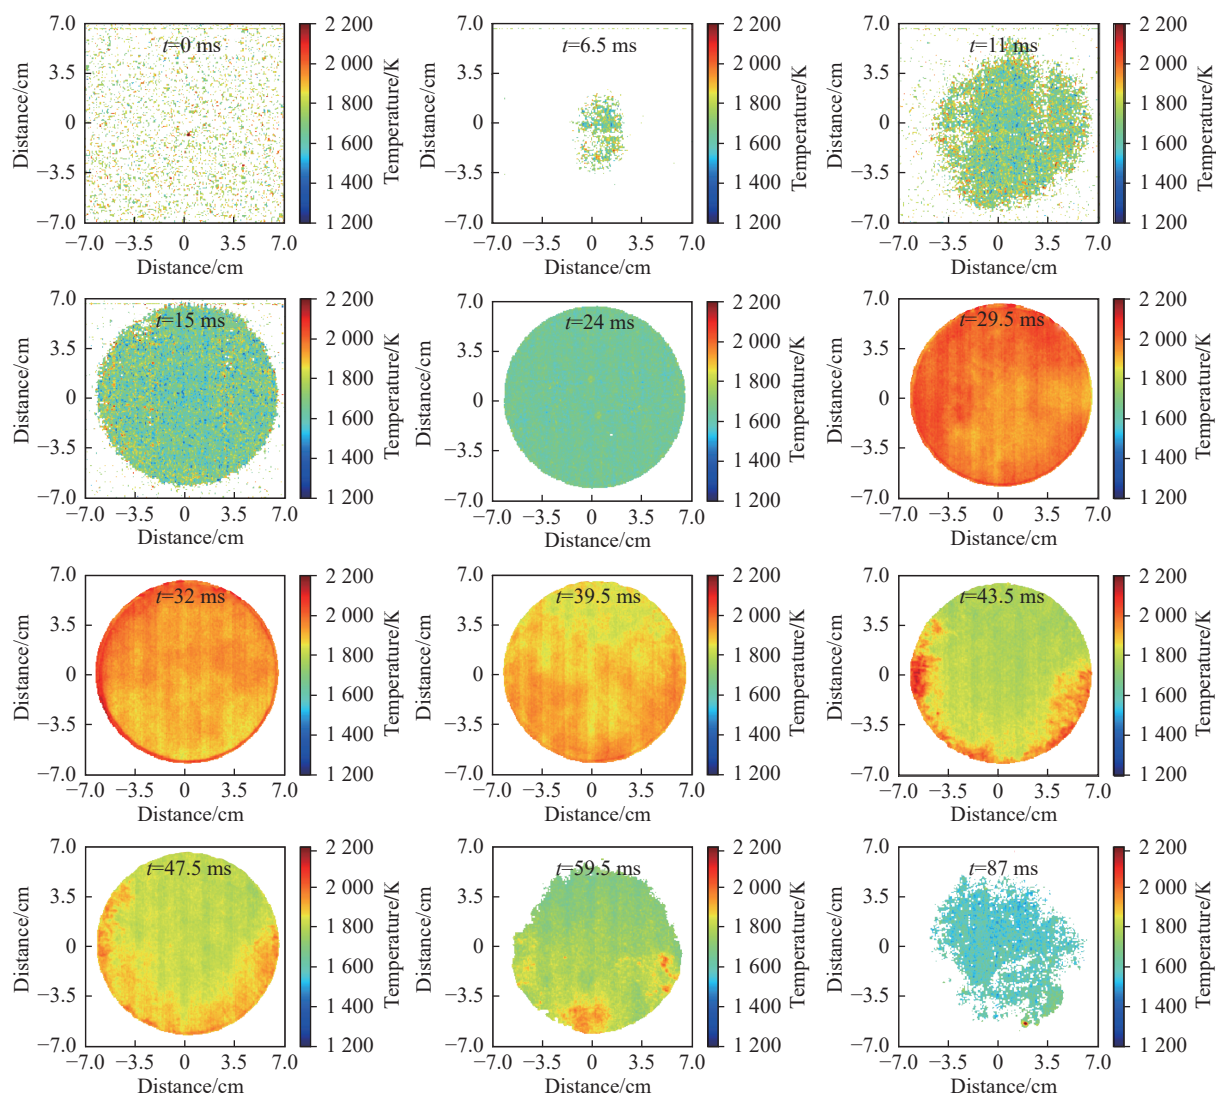 t=0 ms
7.0
3.5
0
−3.5
−7.0
Distance/cm
−7.0 −3.5 0 3.5 7.0
Distance/cm
2 200
2 000
1 800
1 600
1 400
1 200
Temperature/K
t=6.5 ms
7.0
3.5
0
−3.5
−7.0
Distance/cm
−7.0 −3.5 0 3.5 7.0
Distance/cm
2 200
2 000
1 800
1 600
1 400
1 200
Temperature/K
t=11 ms
7.0
3.5
0
−3.5
−7.0
Distance/cm
−7.0 −3.5 0 3.5 7.0
Distance/cm
2 200
2 000
1 800
1 600
1 400
1 200
Temperature/K
t=15 ms
7.0
3.5
0
−3.5
−7.0
Distance/cm
−7.0 −3.5 0 3.5 7.0
Distance/cm
2 200
2 000
1 800
1 600
1 400
1 200
Temperature/K
t=24 ms
7.0
3.5
0
−3.5
−7.0
Distance/cm
−7.0 −3.5 0 3.5 7.0
Distance/cm
2 200
2 000
1 800
1 600
1 400
1 200
Temperature/K
t=29.5 ms
7.0
3.5
0
−3.5
−7.0
Distance/cm
−7.0 −3.5 0 3.5 7.0
Distance/cm
2 200
2 000
1 800
1 600
1 400
1 200
Temperature/K
t=32 ms
7.0
3.5
0
−3.5
−7.0
Distance/cm
−7.0 −3.5 0 3.5 7.0
Distance/cm
2 200
2 000
1 800
1 600
1 400
1 200
Temperature/K
t=39.5 ms
7.0
3.5
0
−3.5
−7.0
Distance/cm
−7.0 −3.5 0 3.5 7.0
Distance/cm
2 200
2 000
1 800
1 600
1 400
1 200
Temperature/K
t=43.5 ms
7.0
3.5
0
−3.5
−7.0
Distance/cm
−7.0 −3.5 0 3.5 7.0
Distance/cm
2 200
2 000
1 800
1 600
1 400
1 200
Temperature/K
t=47.5 ms
7.0
3.5
0
−3.5
−7.0
Distance/cm
−7.0 −3.5 0 3.5 7.0
Distance/cm
2 200
2 000
1 800
1 600
1 400
1 200
Temperature/K
t=59.5 ms
7.0
3.5
0
−3.5
−7.0
Distance/cm
−7.0 −3.5 0 3.5 7.0
Distance/cm
2 200
2 000
1 800
1 600
1 400
1 200
Temperature/K
t=87 ms
7.0
3.5
0
−3.5
−7.0
Distance/cm
−7.0 −3.5 0 3.5 7.0
Distance/cm
2 200
2 000
1 800
1 600
1 400
1 200
Temperature/K